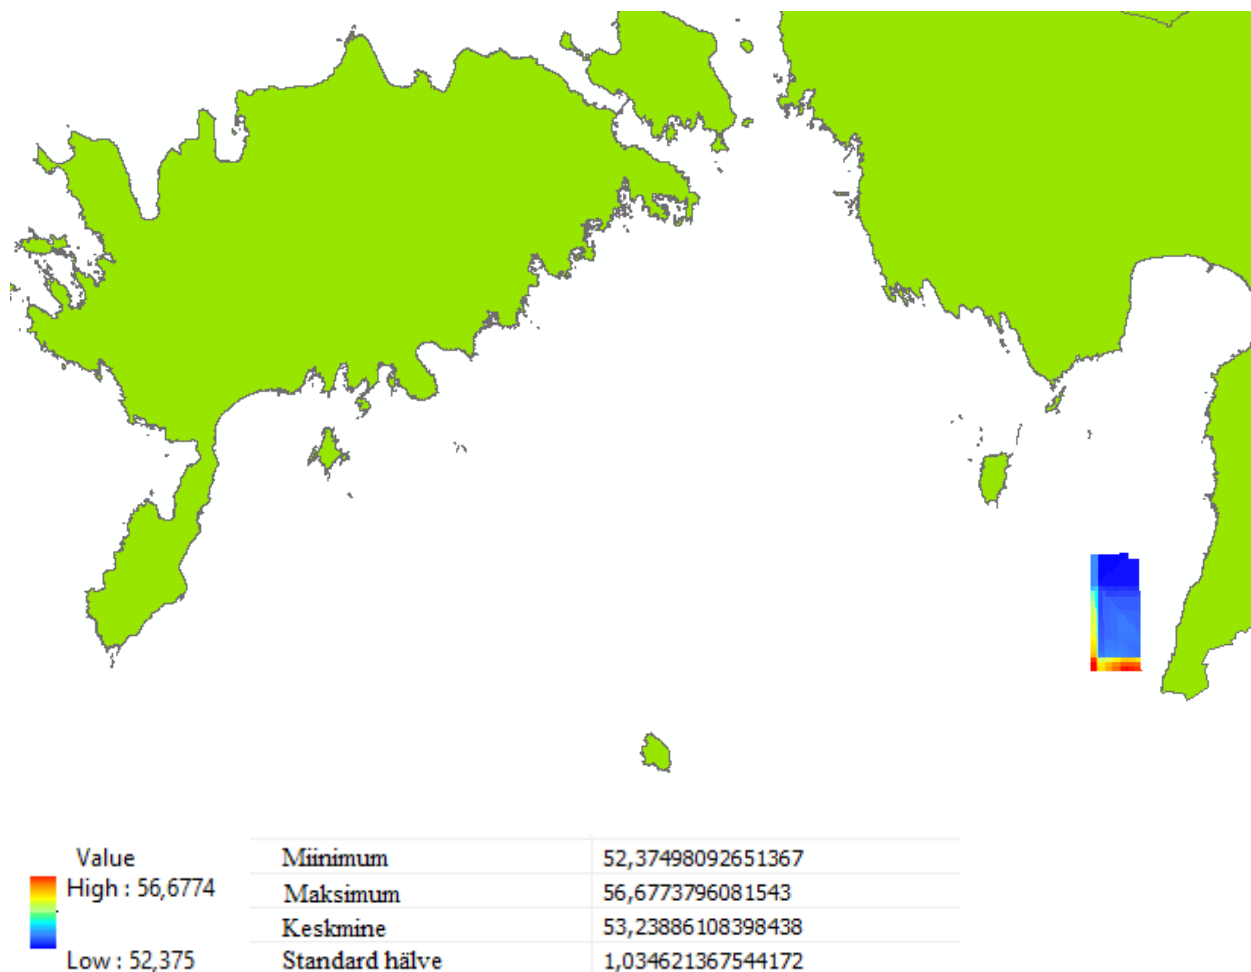 Value
High : 56,6774
Low : 52,375
Miinimum 52,37498092651367
Maksimum 56,6773796081543
Keskmine 53,23886108398438
Standard hälve 1,034621367544172